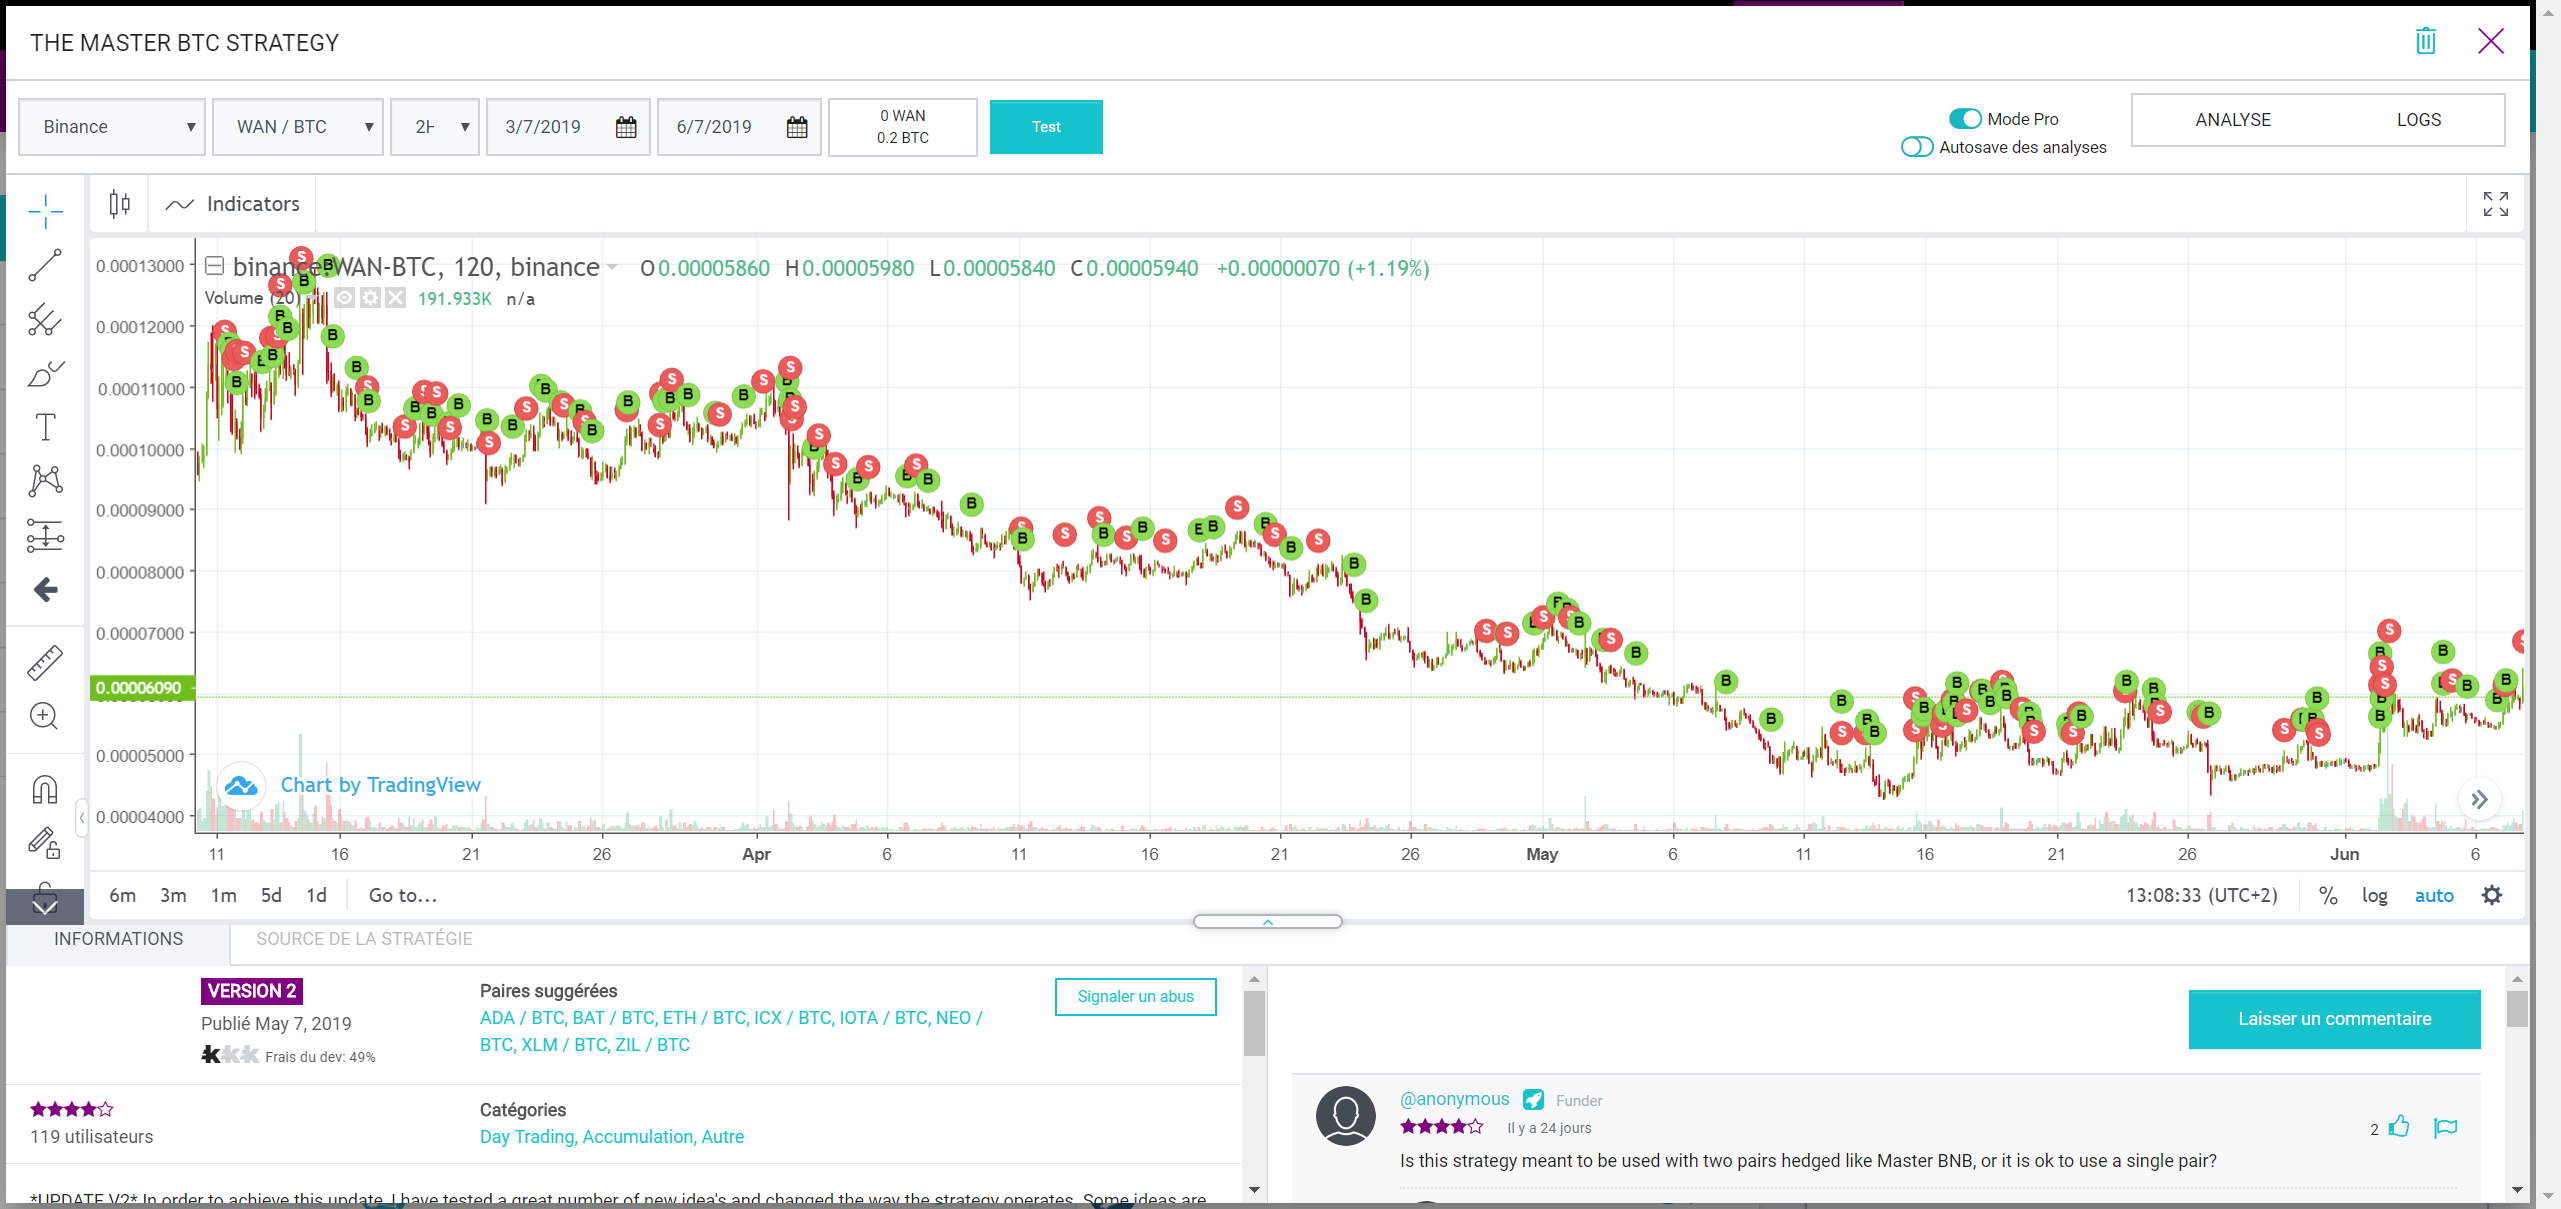 THE MASTER BTC STRATEGY
Binance
WAN / BTC
2H
3/7/2019
6/7/2019
0 WAN
0.2 BTC
Test
Mode Pro
Autosave des analyses
ANALYSE
LOGS
Indicators
binance:WAN-BTC, 120, binance
O0.00005860 H0.00005980 L0.00005840 C0.00005940 +0.00000070 (+1.19%)
Volume (20)
191.933K n/a
0.00013000
0.00012000
0.00011000
0.00010000
0.00009000
0.00008000
0.00007000
0.00006090
0.00005000
0.00004000
Chart by TradingView
11 16 21 26 Apr 6 11 16 21 26 May 6 11 16 21 26 Jun 6
6m 3m 1m 5d 1d Go to...
13:08:33 (UTC+2) % log auto
INFORMATIONS
SOURCE DE LA STRATÉGIE
VERSION 2
Publié May 7, 2019
Frais du dev: 49%
Paires suggérées
ADA / BTC, BAT / BTC, ETH / BTC, ICX / BTC, IOTA / BTC, NEO /
BTC, XLM / BTC, ZIL / BTC
Signaler un abus
119 utilisateurs
Catégories
Day Trading, Accumulation, Autre
*UPDATE V2* In order to achieve this update, I have tested a great number of new idea's and changed the way the strategy operates. Some ideas are
Laisser un commentaire
@anonymous Funder
Il y a 24 jours
2
Is this strategy meant to be used with two pairs hedged like Master BNB, or it is ok to use a single pair?